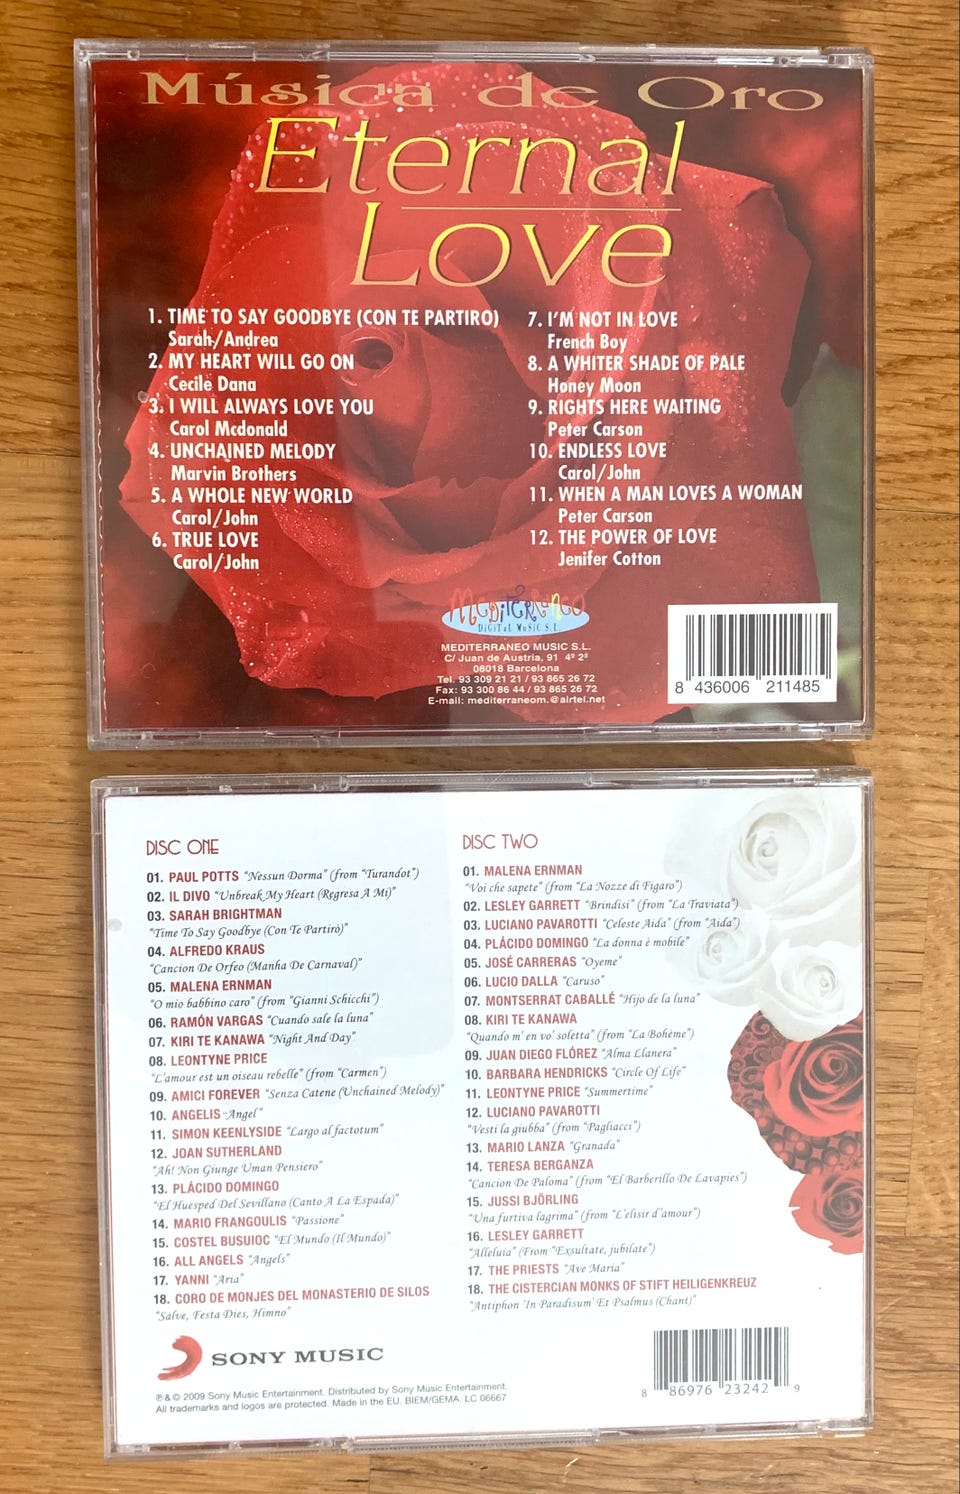 Música de Oro
Eternal
Love
1. TIME TO SAY GOODBYE (CON TE PARTIRO)
Sarah/Andrea
2. MY HEART WILL GO ON
Cecile Dana
3. I WILL ALWAYS LOVE YOU
Carol Mcdonald
4. UNCHAINED MELODY
Marvin Brothers
5. A WHOLE NEW WORLD
Carol/John
6. TRUE LOVE
Carol/John
7. I'M NOT IN LOVE
French Boy
8. A WHITER SHADE OF PALE
Honey Moon
9. RIGHTS HERE WAITING
Peter Carson
10. ENDLESS LOVE
Carol/John
11. WHEN A MAN LOVES A WOMAN
Peter Carson
12. THE POWER OF LOVE
Jenifer Cotton
MEDITERRANEO
DIGITAL MUSIC S.L.
MEDITERRANEO MUSIC S.L.
C/ Juan de Austria, 91 4º 2ª
08018 Barcelona
Tel. 93 309 21 21 / 93 865 26 72
Fax: 93 300 86 44 / 93 865 26 72
E-mail: mediterraneom.@airtel.net
8 436006 211485
DISC ONE
01. PAUL POTTS "Nessun Dorma" (from "Turandot")
02. IL DIVO "Unbreak My Heart (Regresa A Mi)"
03. SARAH BRIGHTMAN
"Time To Say Goodbye (Con Te Partirò)"
04. ALFREDO KRAUS
"Cancion De Orfeo (Manha De Carnaval)"
05. MALENA ERNMAN
"O mio babbino caro" (from "Gianni Schicchi")
06. RAMÓN VARGAS "Cuando sale la luna"
07. KIRI TE KANAWA "Night And Day"
08. LEONTYNE PRICE
"L'amour est un oiseau rebelle" (from "Carmen")
09. AMICI FOREVER "Senza Catene (Unchained Melody)"
10. ANGELIS "Angel"
11. SIMON KEENLYSIDE "Largo al factotum"
12. JOAN SUTHERLAND
"Ah! Non Giunge Uman Pensiero"
13. PLÁCIDO DOMINGO
"El Huesped Del Sevillano (Canto A La Espada)"
14. MARIO FRANGOULIS "Passione"
15. COSTEL BUSUIOC "El Mundo (Il Mundo)"
16. ALL ANGELS "Angels"
17. YANNI "Aria"
18. CORO DE MONJES DEL MONASTERIO DE SILOS
"Salve, Festa Dies, Himno"
DISC TWO
01. MALENA ERNMAN
"Voi che sapete" (from "La Nozze di Figaro")
02. LESLEY GARRETT "Brindisi" (from "La Traviata")
03. LUCIANO PAVAROTTI "Celeste Aida" (from "Aida")
04. PLÁCIDO DOMINGO "La donna è mobile"
05. JOSÉ CARRERAS "Oyeme"
06. LUCIO DALLA "Caruso"
07. MONTSERRAT CABALLÉ "Hijo de la luna"
08. KIRI TE KANAWA
"Quando m' en vo' soletta" (from "La Bohème")
09. JUAN DIEGO FLÓREZ "Alma Llanera"
10. BARBARA HENDRICKS "Circle Of Life"
11. LEONTYNE PRICE "Summertime"
12. LUCIANO PAVAROTTI
"Vesti la giubba" (from "Pagliacci")
13. MARIO LANZA "Granada"
14. TERESA BERGANZA
"Cancion De Paloma" (from "El Barberillo De Lavapies")
15. JUSSI BJÖRLING
"Una furtiva lagrima" (from "L'elisir d'amour")
16. LESLEY GARRETT
"Alleluia" (From "Exsultate, jubilate")
17. THE PRIESTS "Ave Maria"
18. THE CISTERCIAN MONKS OF STIFT HEILIGENKREUZ
"Antiphon 'In Paradisum' Et Psalmus (Chant)"
SONY MUSIC
℗ & © 2009 Sony Music Entertainment. Distributed by Sony Music Entertainment.
All trademarks and logos are protected. Made in the EU. BIEM/GEMA. LC 06667
8 86976 23242 9